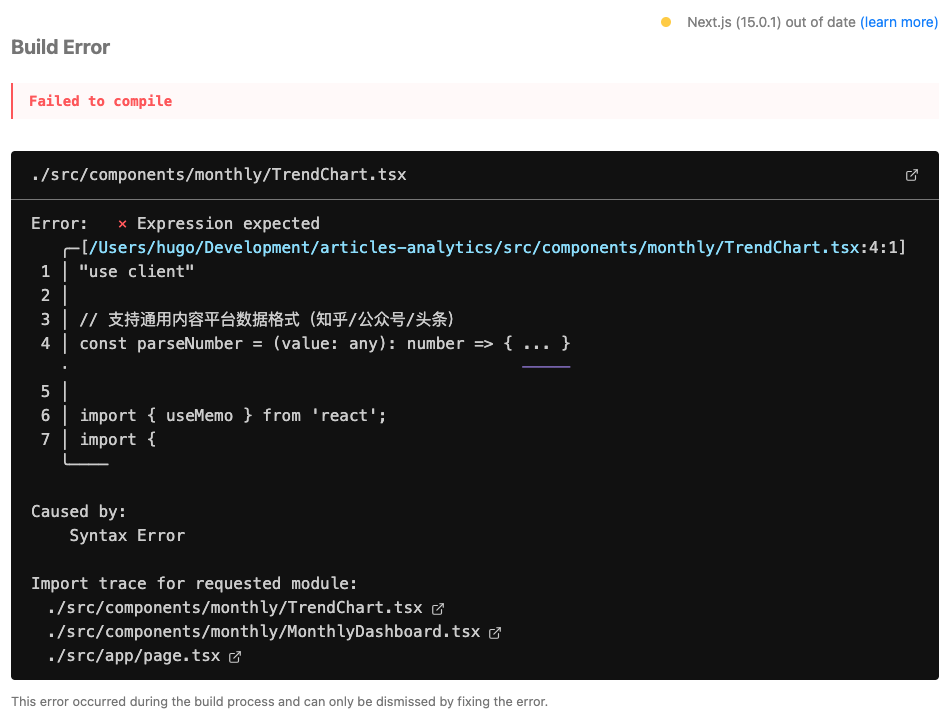 Next.js (15.0.1) out of date (learn more)
Build Error
Failed to compile
./src/components/monthly/TrendChart.tsx
Error:   × Expression expected
╭─[/Users/hugo/Development/articles-analytics/src/components/monthly/TrendChart.tsx:4:1]
1 │ "use client"
2 │
3 │ // 支持通用内容平台数据格式（知乎/公众号/头条）
4 │ const parseNumber = (value: any): number => { ... }
·
5 │
6 │ import { useMemo } from 'react';
7 │ import {
╰────
Caused by:
Syntax Error
Import trace for requested module:
./src/components/monthly/TrendChart.tsx
./src/components/monthly/MonthlyDashboard.tsx
./src/app/page.tsx
This error occurred during the build process and can only be dismissed by fixing the error.